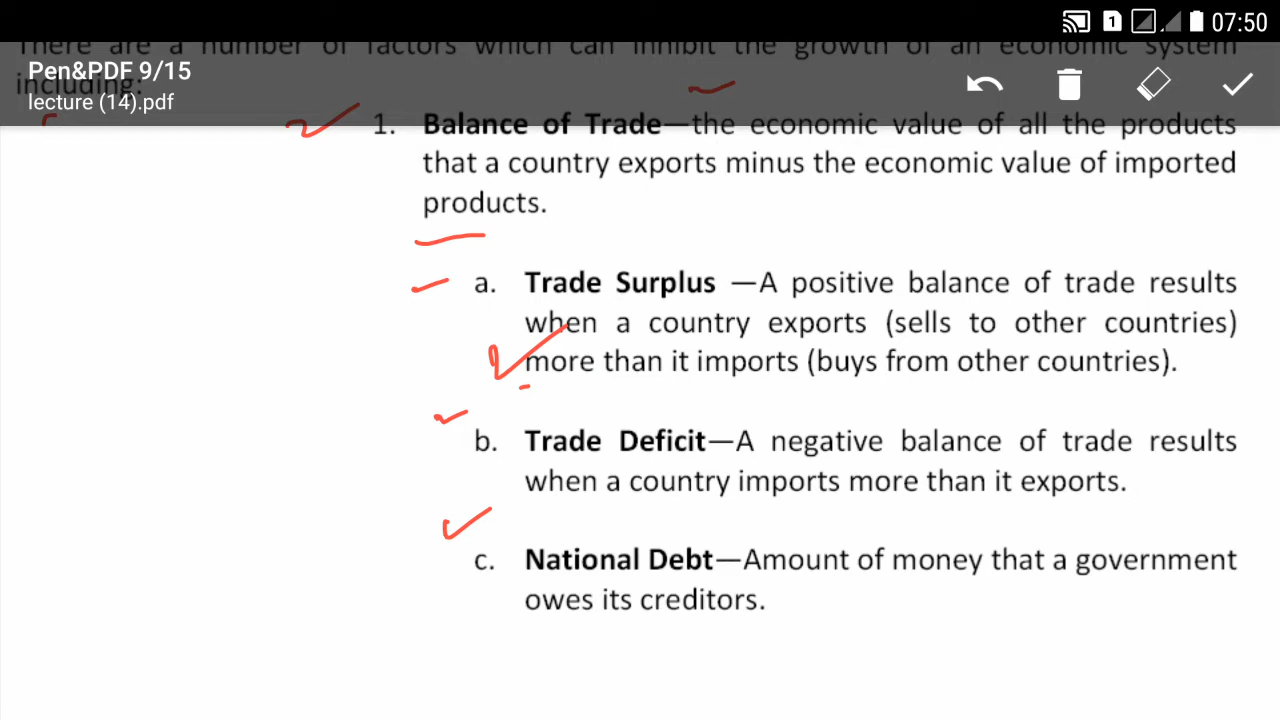 1 07:50
There are a number of factors which can inhibit the growth of an economic system
Pen&PDF 9/15
including:
lecture (14).pdf
1. Balance of Trade—the economic value of all the products
that a country exports minus the economic value of imported
products.
a. Trade Surplus —A positive balance of trade results
when a country exports (sells to other countries)
more than it imports (buys from other countries).
b. Trade Deficit—A negative balance of trade results
when a country imports more than it exports.
c. National Debt—Amount of money that a government
owes its creditors.